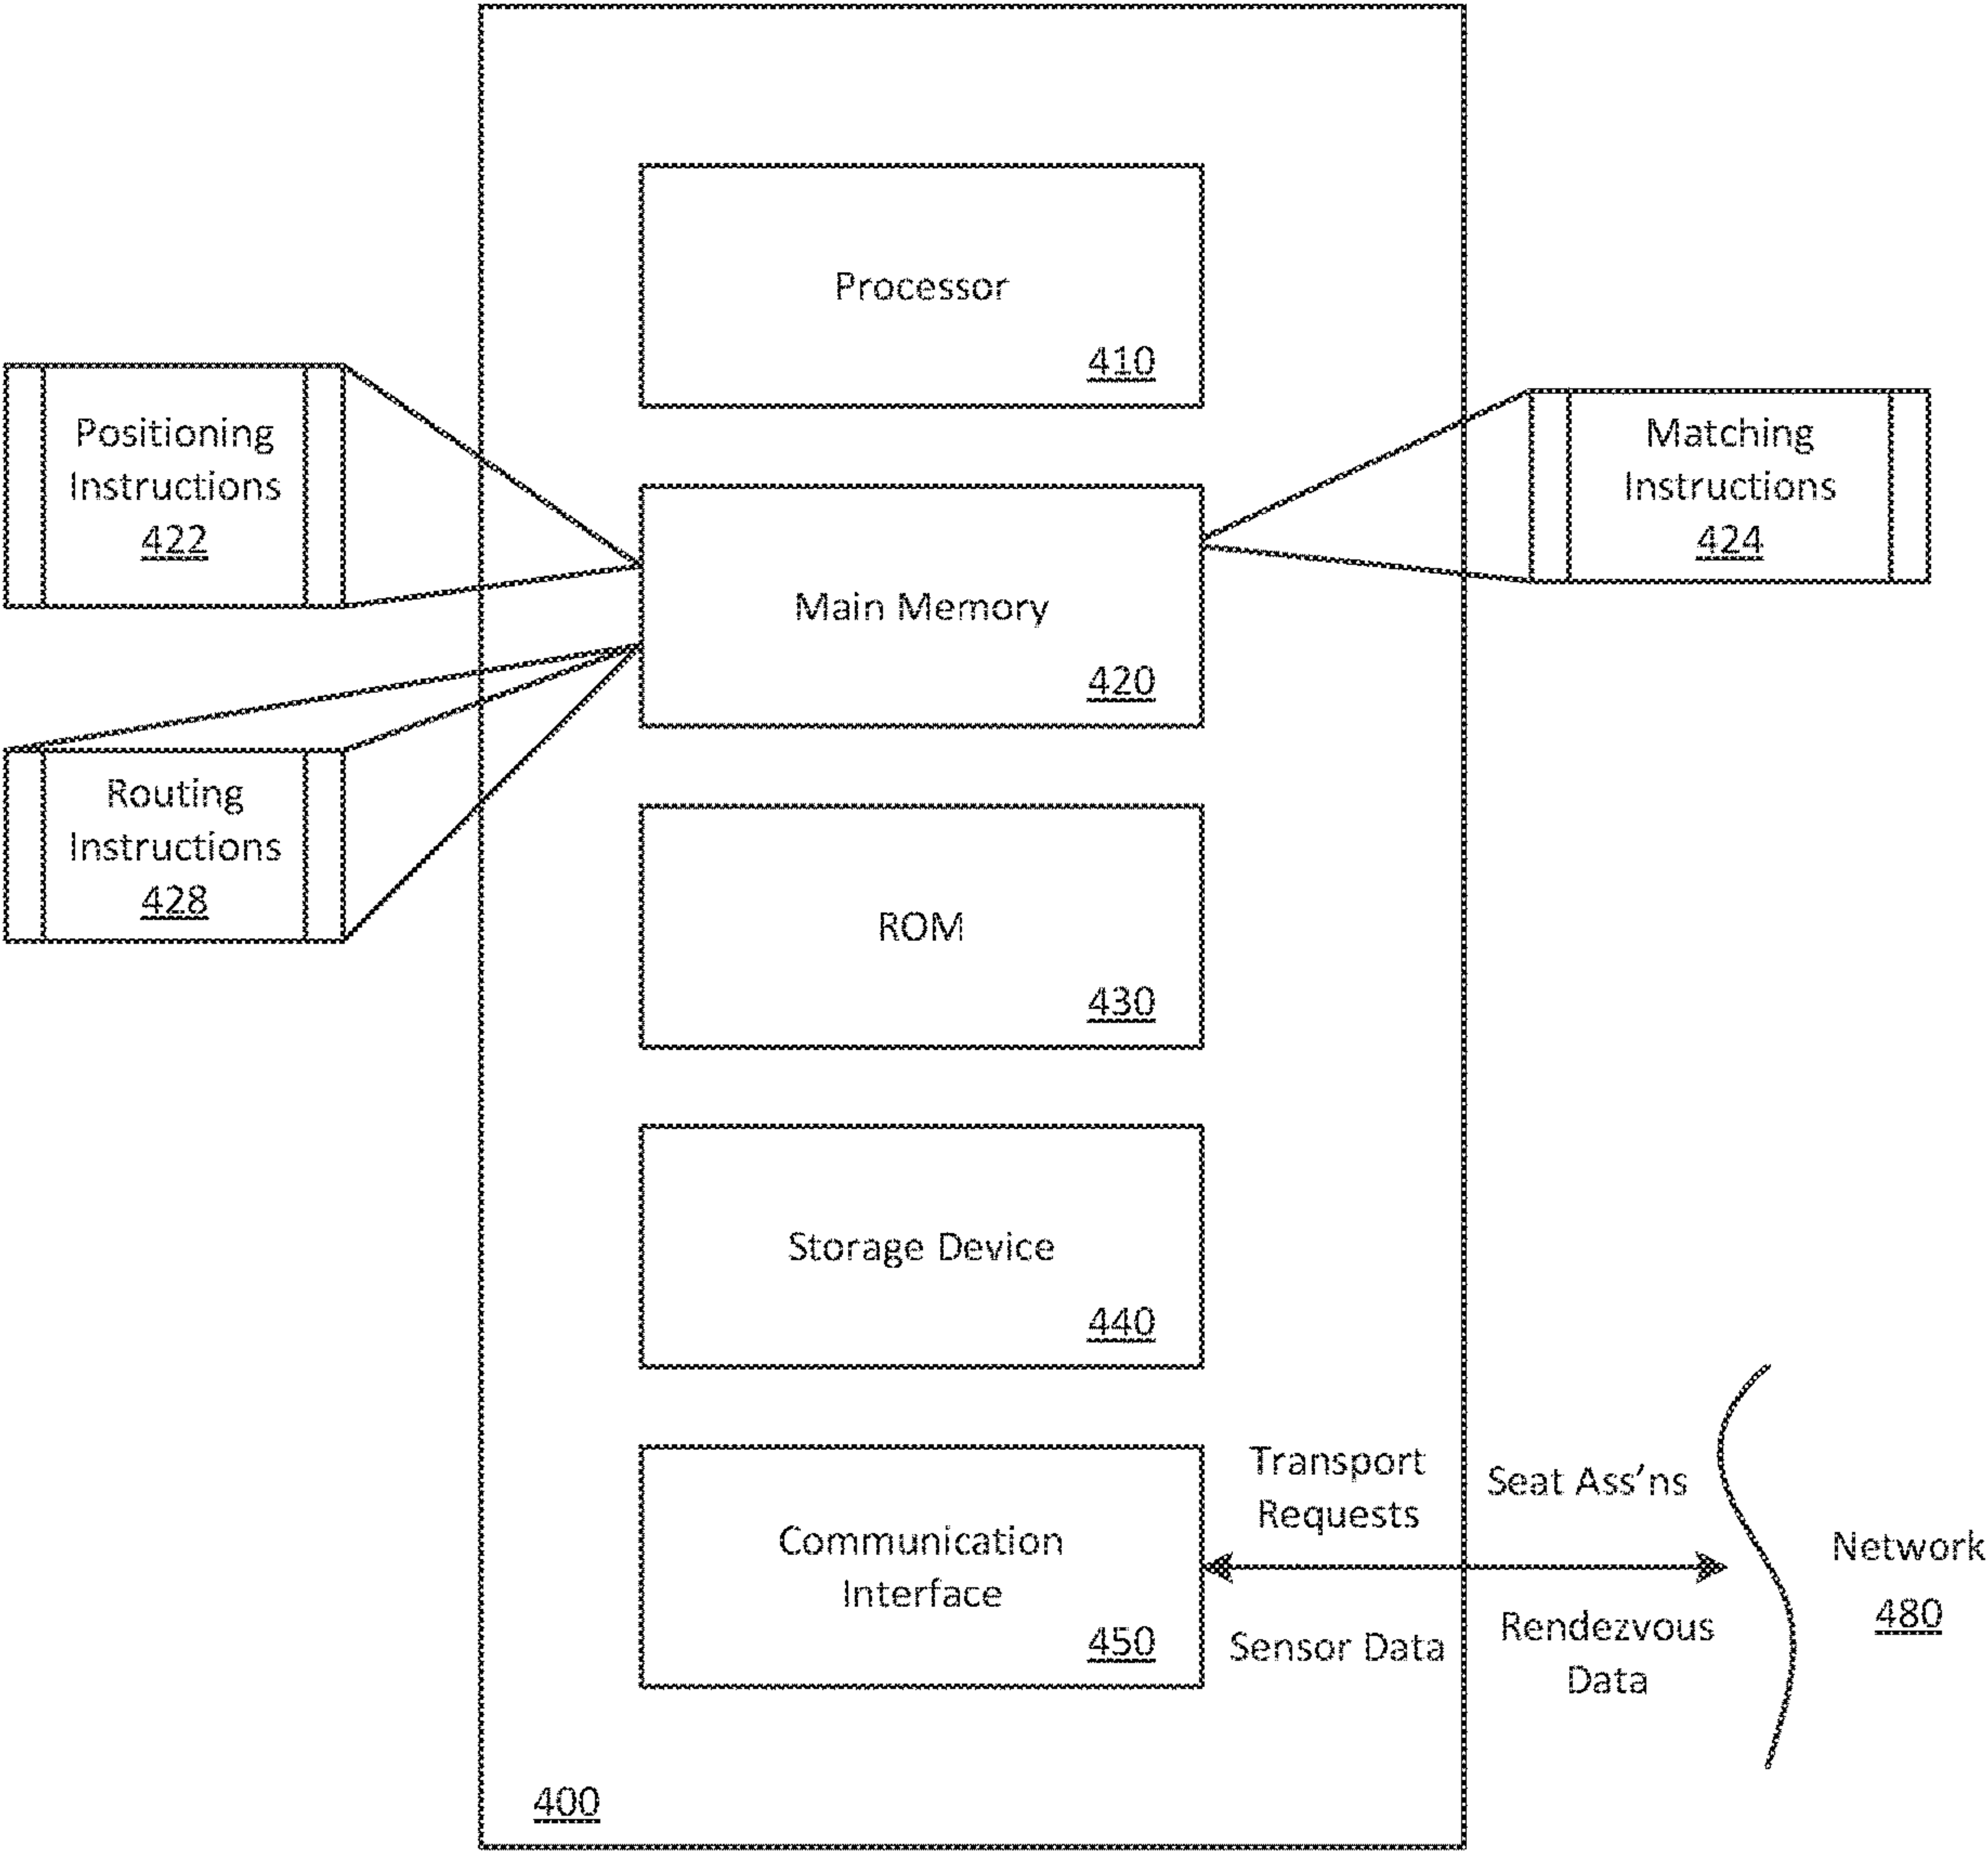 Processor
410
Positioning
Instructions
422
Matching
Instructions
424
Main Memory
420
Routing
Instructions
428
ROM
430
Storage Device
440
Communication
Interface
450
Transport
Requests
Seat Ass'ns
Sensor Data
Rendezvous
Data
Network
480
400